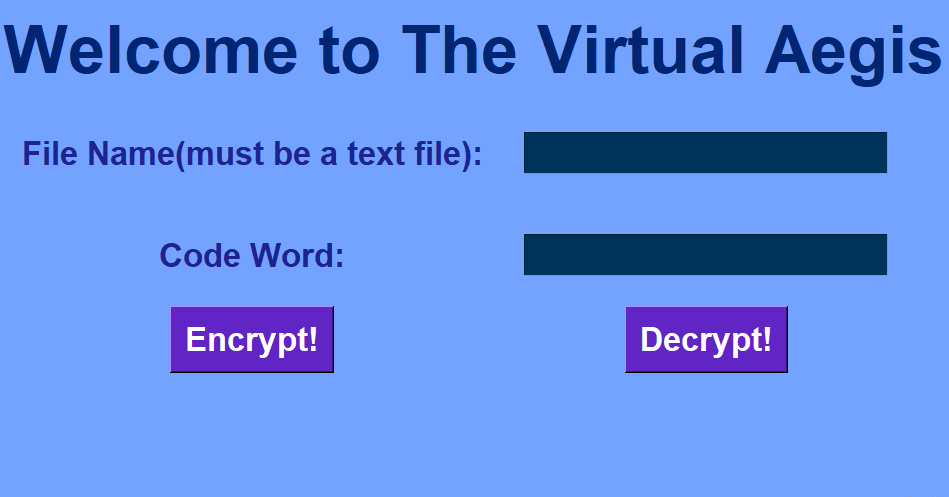 Welcome to The Virtual Aegis
File Name(must be a text file):
Code Word:
Encrypt! Decrypt!